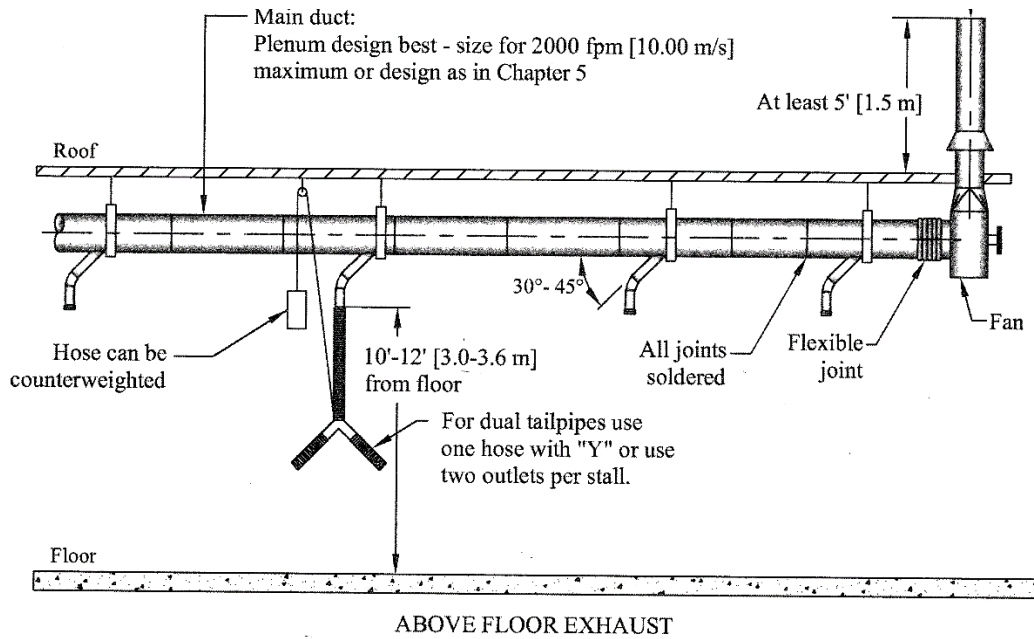 Main duct:
Plenum design best - size for 2000 fpm [10.00 m/s]
maximum or design as in Chapter 5
At least 5' [1.5 m]
Roof
30°- 45°
Fan
Hose can be
counterweighted
10'-12' [3.0-3.6 m]
from floor
All joints
soldered
Flexible
joint
For dual tailpipes use
one hose with "Y" or use
two outlets per stall.
Floor
ABOVE FLOOR EXHAUST